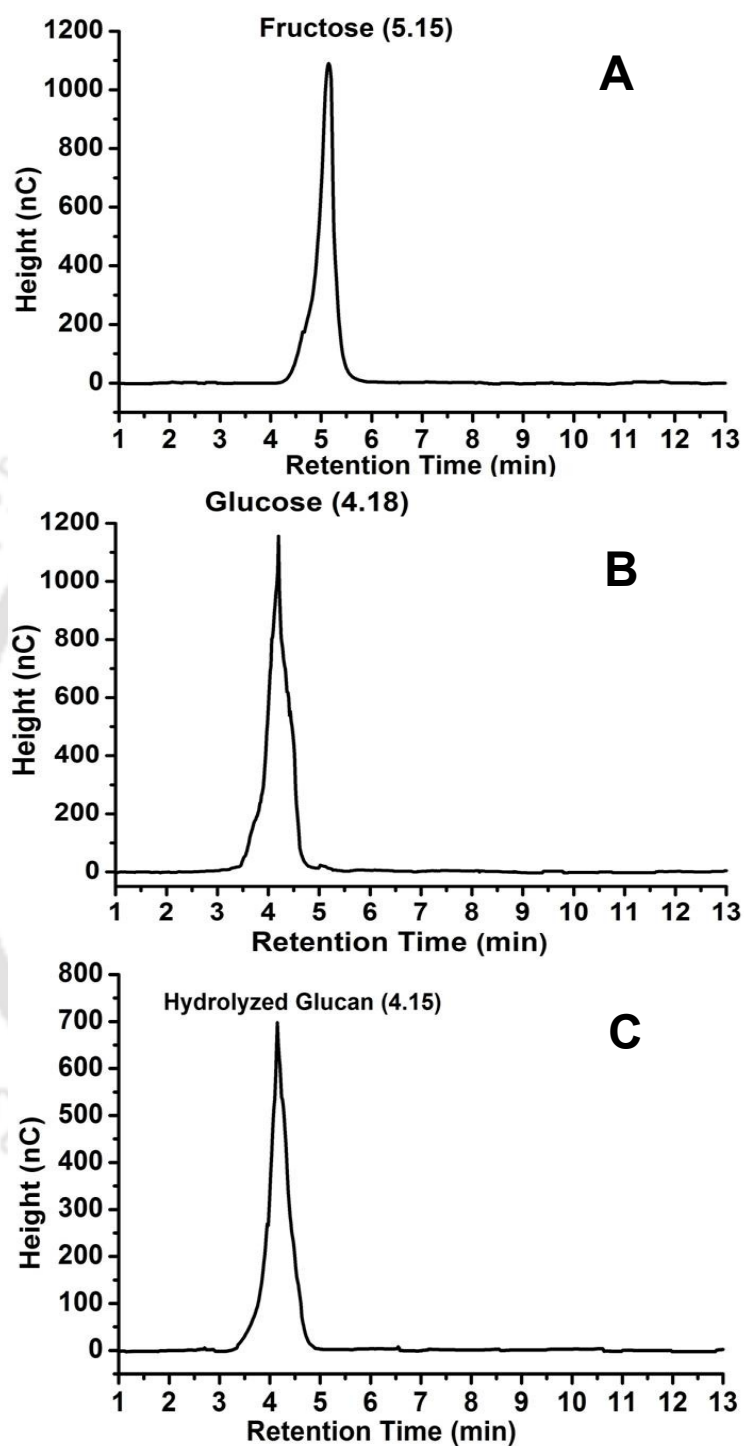 Fructose (5.15)
A
1200
1000
800
600
400
200
0
Height (nC)
1 2 3 4 5 6 7 8 9 10 11 12 13
Retention Time (min)
Glucose (4.18)
B
1200
1000
800
600
400
200
0
Height (nC)
1 2 3 4 5 6 7 8 9 10 11 12 13
Retention Time (min)
Hydrolyzed Glucan (4.15)
C
800
700
600
500
400
300
200
100
0
Height (nC)
1 2 3 4 5 6 7 8 9 10 11 12 13
Retention Time (min)